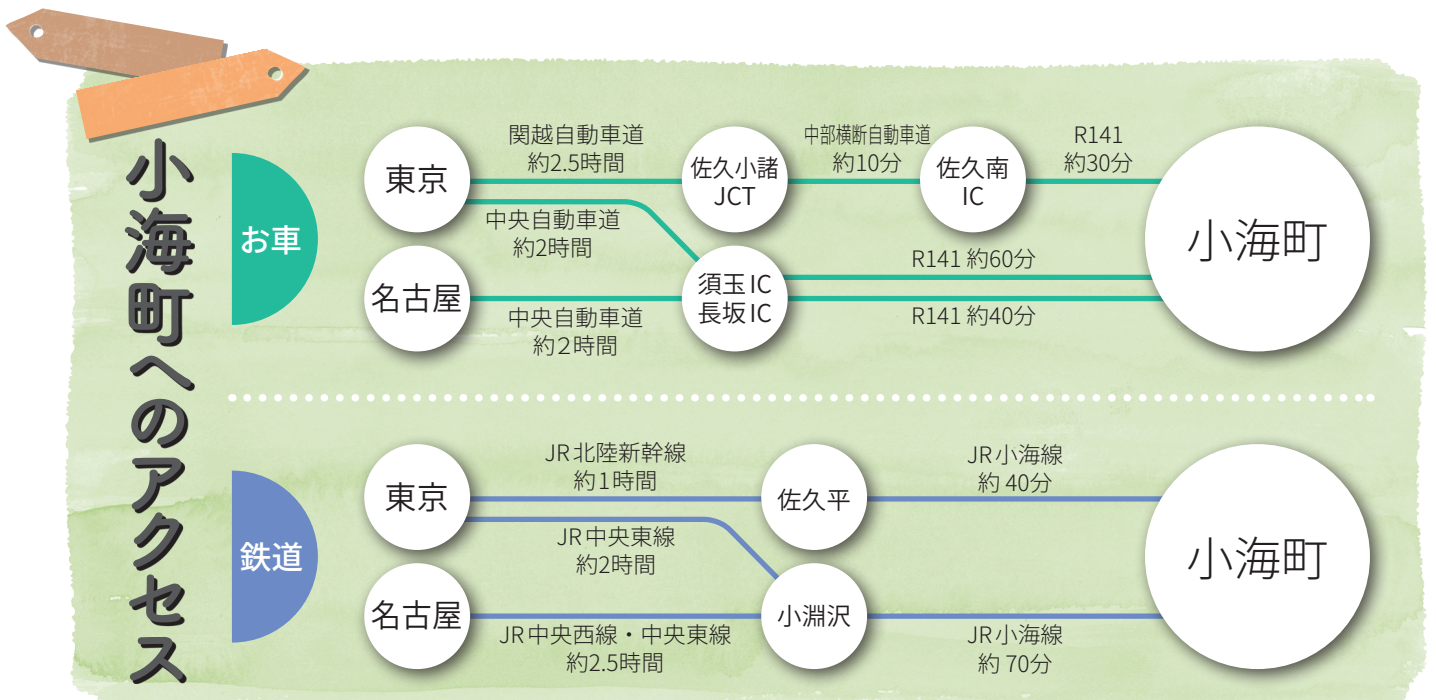 小海町へのアクセス
お車
東京
関越自動車道
約2.5時間
佐久小諸
JCT
中部横断自動車道
約10分
佐久南
IC
R141
約30分
小海町
中央自動車道
約2時間
名古屋
中央自動車道
約2時間
須玉IC
長坂IC
R141 約60分
R141 約40分
鉄道
東京
JR北陸新幹線
約1時間
佐久平
JR小海線
約 40分
小海町
JR中央東線
約2時間
名古屋
JR中央西線・中央東線
約2.5時間
小淵沢
JR小海線
約 70分